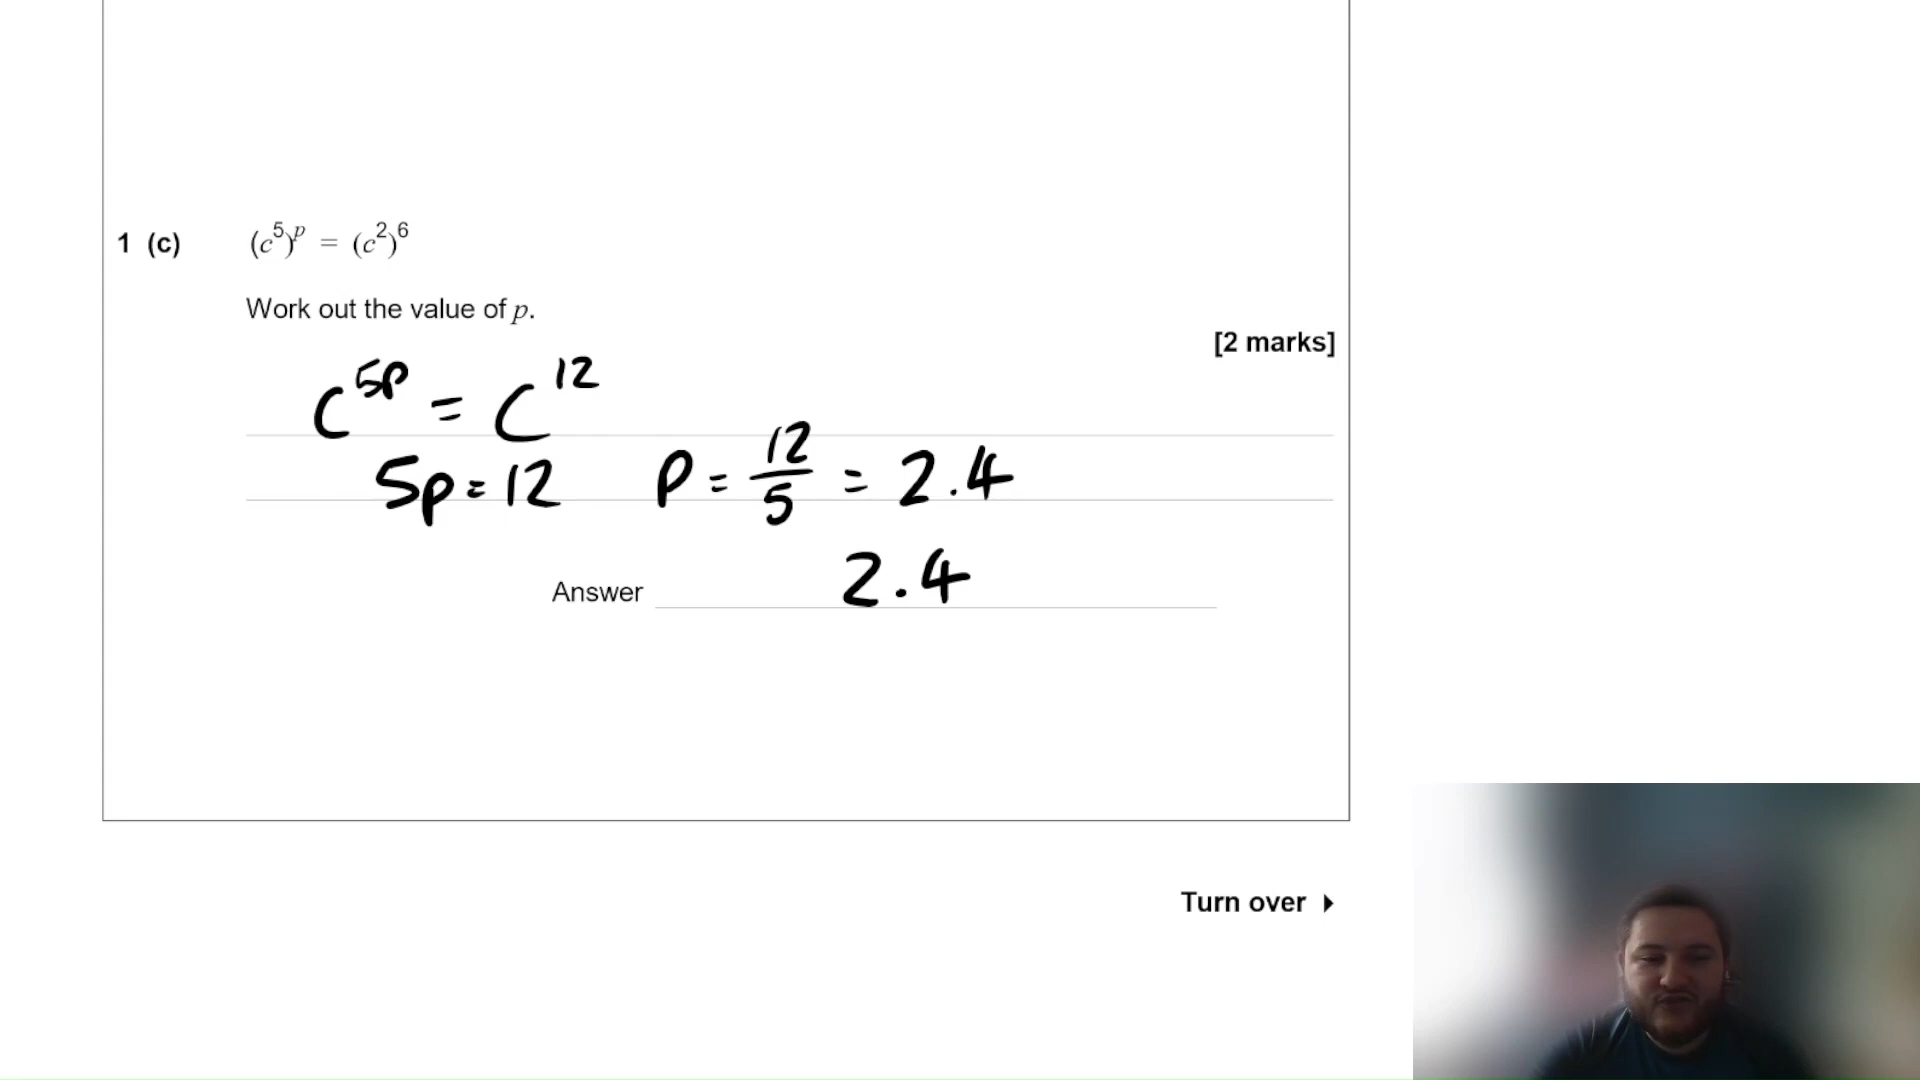 1 (c) (c⁵)ᵖ = (c²)⁶
Work out the value of p.
[2 marks]
C⁵ᵖ = C¹²
5p = 12 P = 12/5 = 2.4
Answer 2.4
Turn over